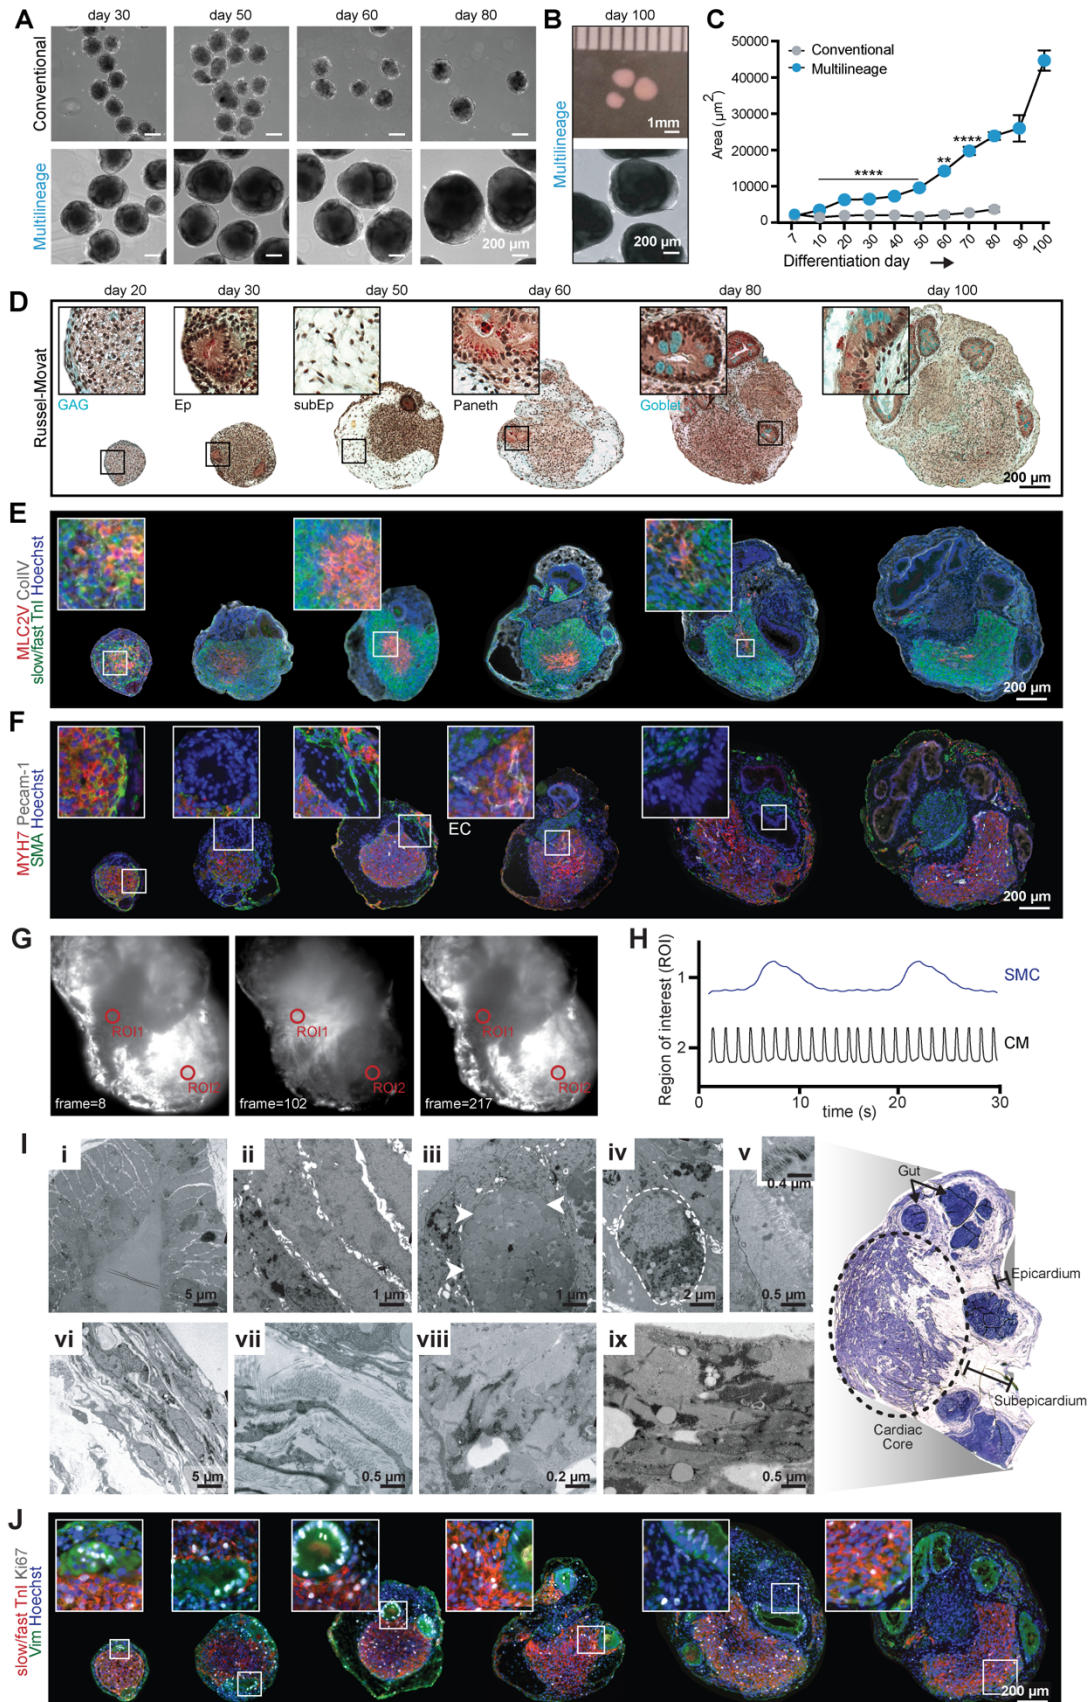 A
day 30
day 50
day 60
day 80
Conventional
Multilineage
200 µm
B
day 100
Multilineage
1mm
200 µm
C
Conventional
Multilineage
Area (µm²)
50000
40000
30000
20000
10000
0
****
**
****
7
10
20
30
40
50
60
70
80
90
100
Differentiation day
D
day 20
day 30
day 50
day 60
day 80
day 100
Russel-Movat
GAG
Ep
subEp
Paneth
Goblet
200 µm
E
MLC2V ColIV
slow/fast TnI Hoechst
200 µm
F
MYH7 Pecam-1
SMA Hoechst
EC
200 µm
G
ROI1
ROI2
frame=8
ROI1
ROI2
frame=102
ROI1
ROI2
frame=217
H
Region of interest (ROI)
1
2
SMC
CM
0
10
20
30
time (s)
I
i
5 µm
ii
1 µm
iii
1 µm
iv
2 µm
v
0.4 µm
0.5 µm
vi
5 µm
vii
0.5 µm
viii
0.2 µm
ix
0.5 µm
Gut
Epicardium
Subepicardium
Cardiac
Core
J
slow/fast TnI Ki67
Vim Hoechst
200 µm